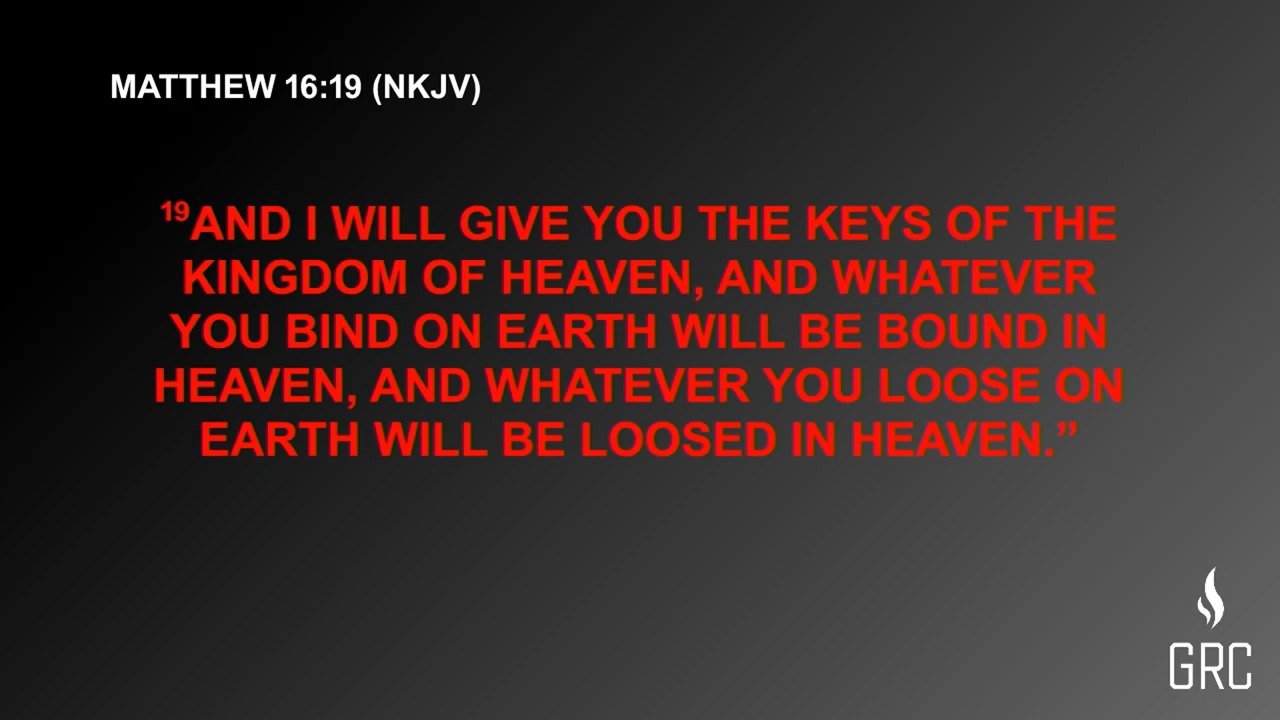 MATTHEW 16:19 (NKJV)
¹⁹AND I WILL GIVE YOU THE KEYS OF THE
KINGDOM OF HEAVEN, AND WHATEVER
YOU BIND ON EARTH WILL BE BOUND IN
HEAVEN, AND WHATEVER YOU LOOSE ON
EARTH WILL BE LOOSED IN HEAVEN.”
GRC